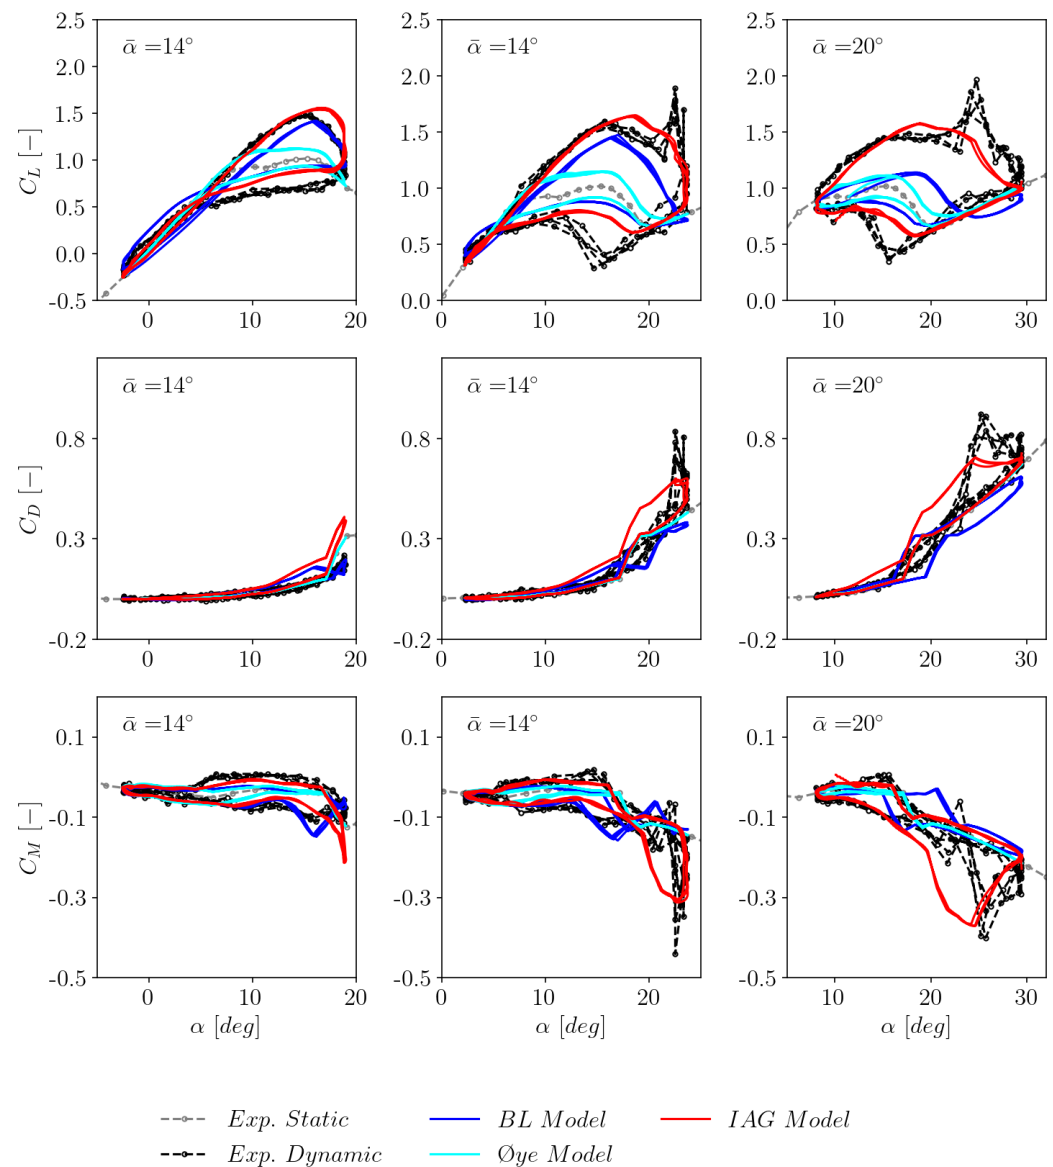 2.5 2.5 2.5
ᾱ =14° ᾱ =14° ᾱ =20°
2.0 2.0 2.0
1.5 1.5 1.5
C_L [−] 1.0 1.0 1.0
0.5 0.5 0.5
0.0
-0.5 0.0 0.0
0 10 20 0 10 20 10 20 30
ᾱ =14° ᾱ =14° ᾱ =20°
0.8 0.8 0.8
C_D [−]
0.3 0.3 0.3
-0.2 -0.2 -0.2
0 10 20 0 10 20 10 20 30
ᾱ =14° ᾱ =14° ᾱ =20°
0.1 0.1 0.1
C_M [−] -0.1 -0.1 -0.1
-0.3 -0.3 -0.3
-0.5 -0.5 -0.5
0 10 20 0 10 20 10 20 30
α [deg] α [deg] α [deg]
Exp. Static BL Model IAG Model
Exp. Dynamic Øye Model